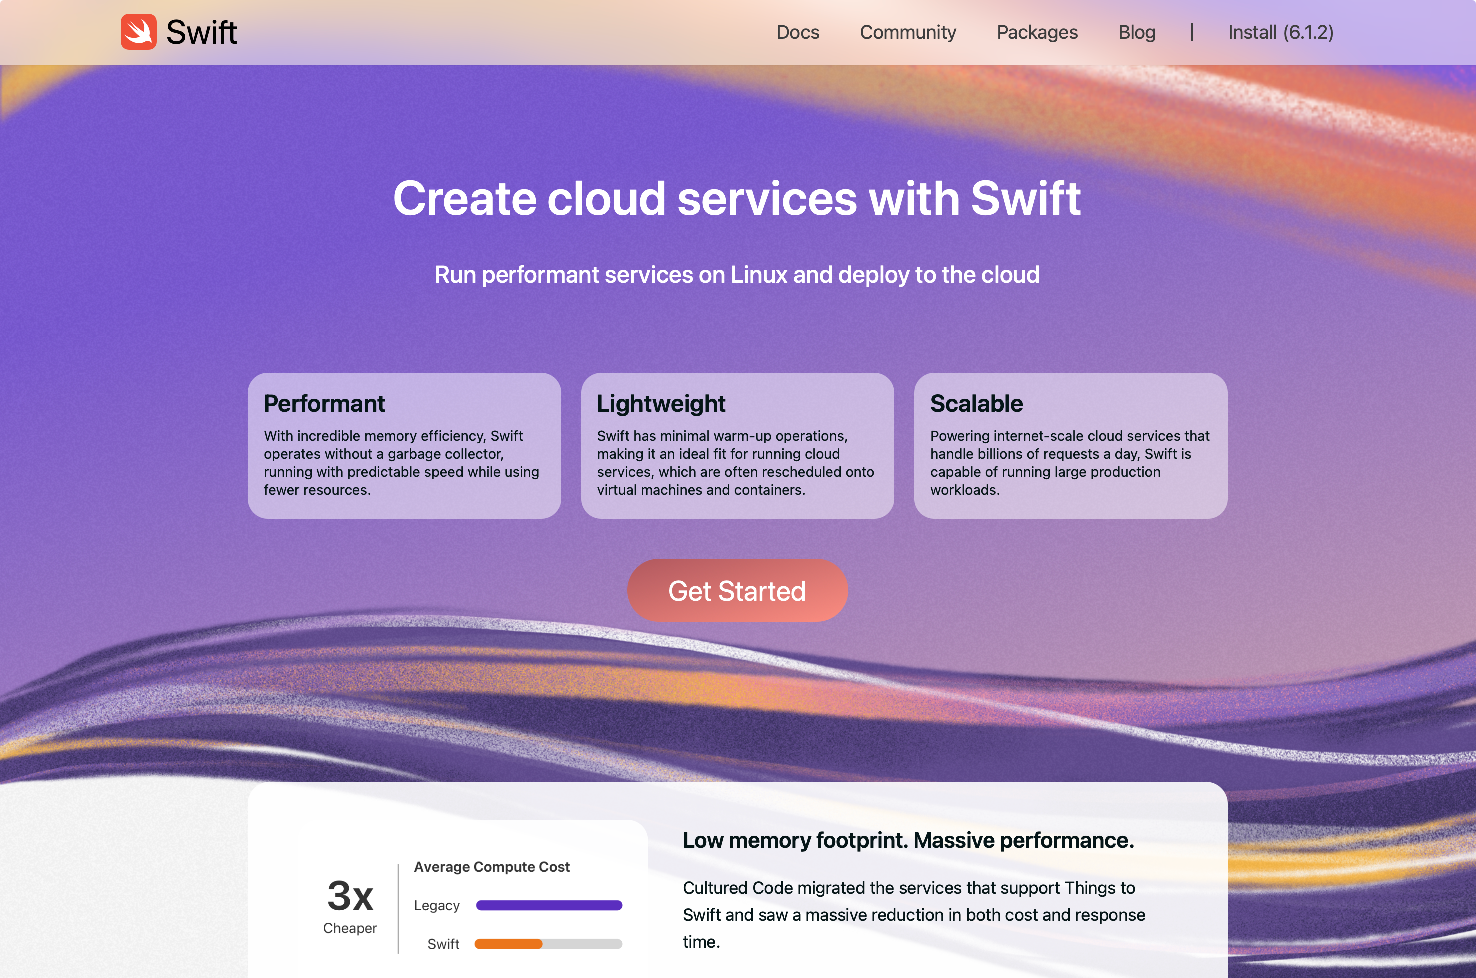 Swift
Docs
Community
Packages
Blog
|
Install (6.1.2)
Create cloud services with Swift
Run performant services on Linux and deploy to the cloud
Performant
With incredible memory efficiency, Swift
operates without a garbage collector,
running with predictable speed while using
fewer resources.
Lightweight
Swift has minimal warm-up operations,
making it an ideal fit for running cloud
services, which are often rescheduled onto
virtual machines and containers.
Scalable
Powering internet-scale cloud services that
handle billions of requests a day, Swift is
capable of running large production
workloads.
Get Started
3x
Cheaper
Average Compute Cost
Legacy
Swift
Low memory footprint. Massive performance.
Cultured Code migrated the services that support Things to
Swift and saw a massive reduction in both cost and response
time.